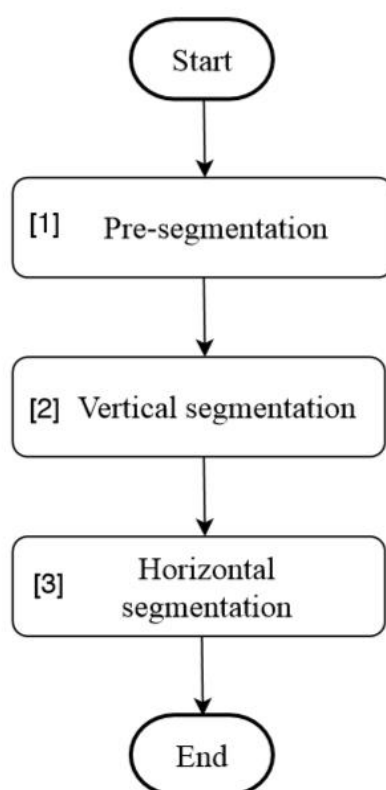 Start
[1] Pre-segmentation
[2] Vertical segmentation
[3] Horizontal
segmentation
End